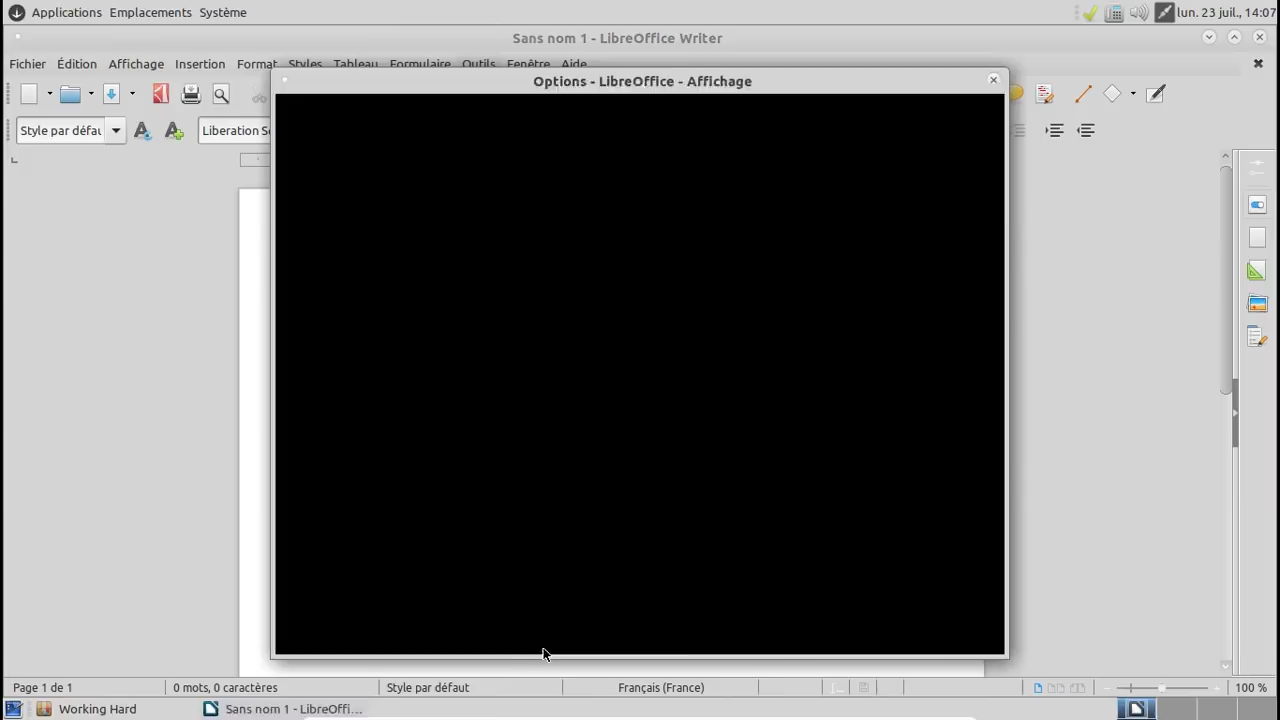 Applications Emplacements Système lun. 23 juil., 14:07
Sans nom 1 - LibreOffice Writer
Fichier Édition Affichage Insertion Format Styles Tableau Formulaire Outils Fenêtre Aide
Options - LibreOffice - Affichage
Style par défau Liberation Se
Page 1 de 1 0 mots, 0 caractères Style par défaut Français (France) 100 %
Working Hard Sans nom 1 - LibreOffi...